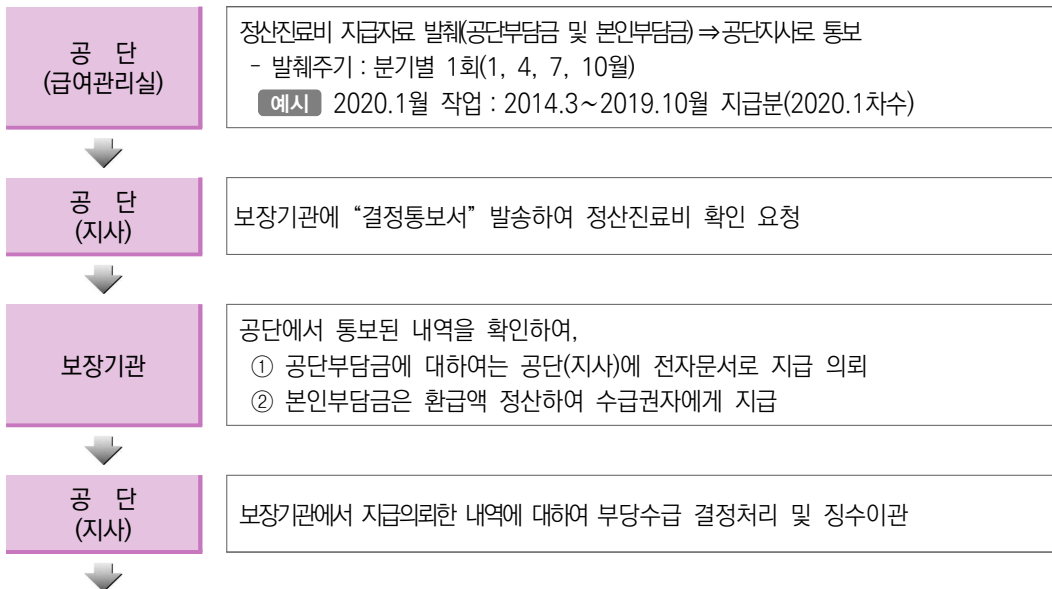 공 단
(급여관리실)
정산진료비 지급자료 발췌(공단부담금 및 본인부담금)⇒공단지사로 통보
- 발췌주기 : 분기별 1회(1, 4, 7, 10월)
예시 2020.1월 작업 : 2014.3~2019.10월 지급분(2020.1차수)
공 단
(지사)
보장기관에 “결정통보서” 발송하여 정산진료비 확인 요청
보장기관
공단에서 통보된 내역을 확인하여,
① 공단부담금에 대하여는 공단(지사)에 전자문서로 지급 의뢰
② 본인부담금은 환급액 정산하여 수급권자에게 지급
공 단
(지사)
보장기관에서 지급의뢰한 내역에 대하여 부당수급 결정처리 및 징수이관